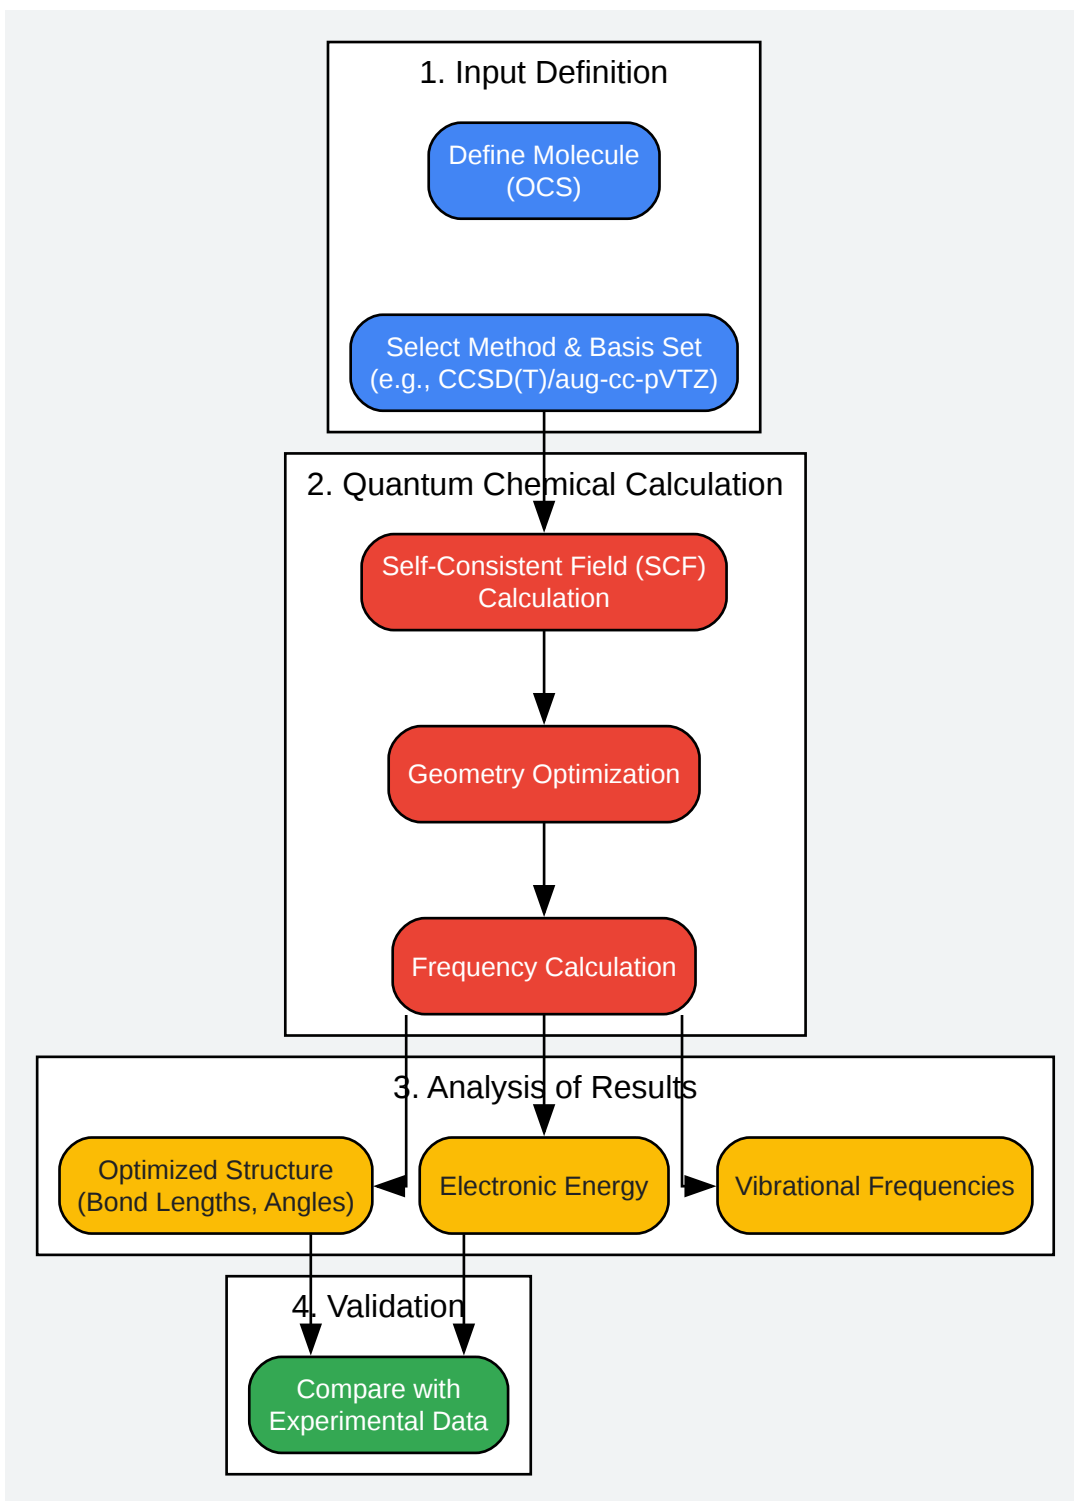 1. Input Definition
Define Molecule
(OCS)
Select Method & Basis Set
(e.g., CCSD(T)/aug-cc-pVTZ)
2. Quantum Chemical Calculation
Self-Consistent Field (SCF)
Calculation
Geometry Optimization
Frequency Calculation
3. Analysis of Results
Optimized Structure
(Bond Lengths, Angles)
Electronic Energy
Vibrational Frequencies
4. Validation
Compare with
Experimental Data